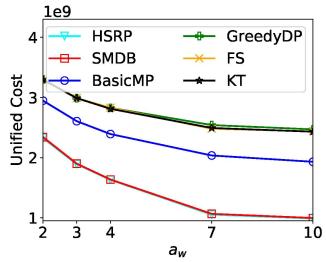 1e9
HSRP GreedyDP
SMDB FS
BasicMP KT
Unified Cost
4
3
2
1
2 3 4 7 10
a_w